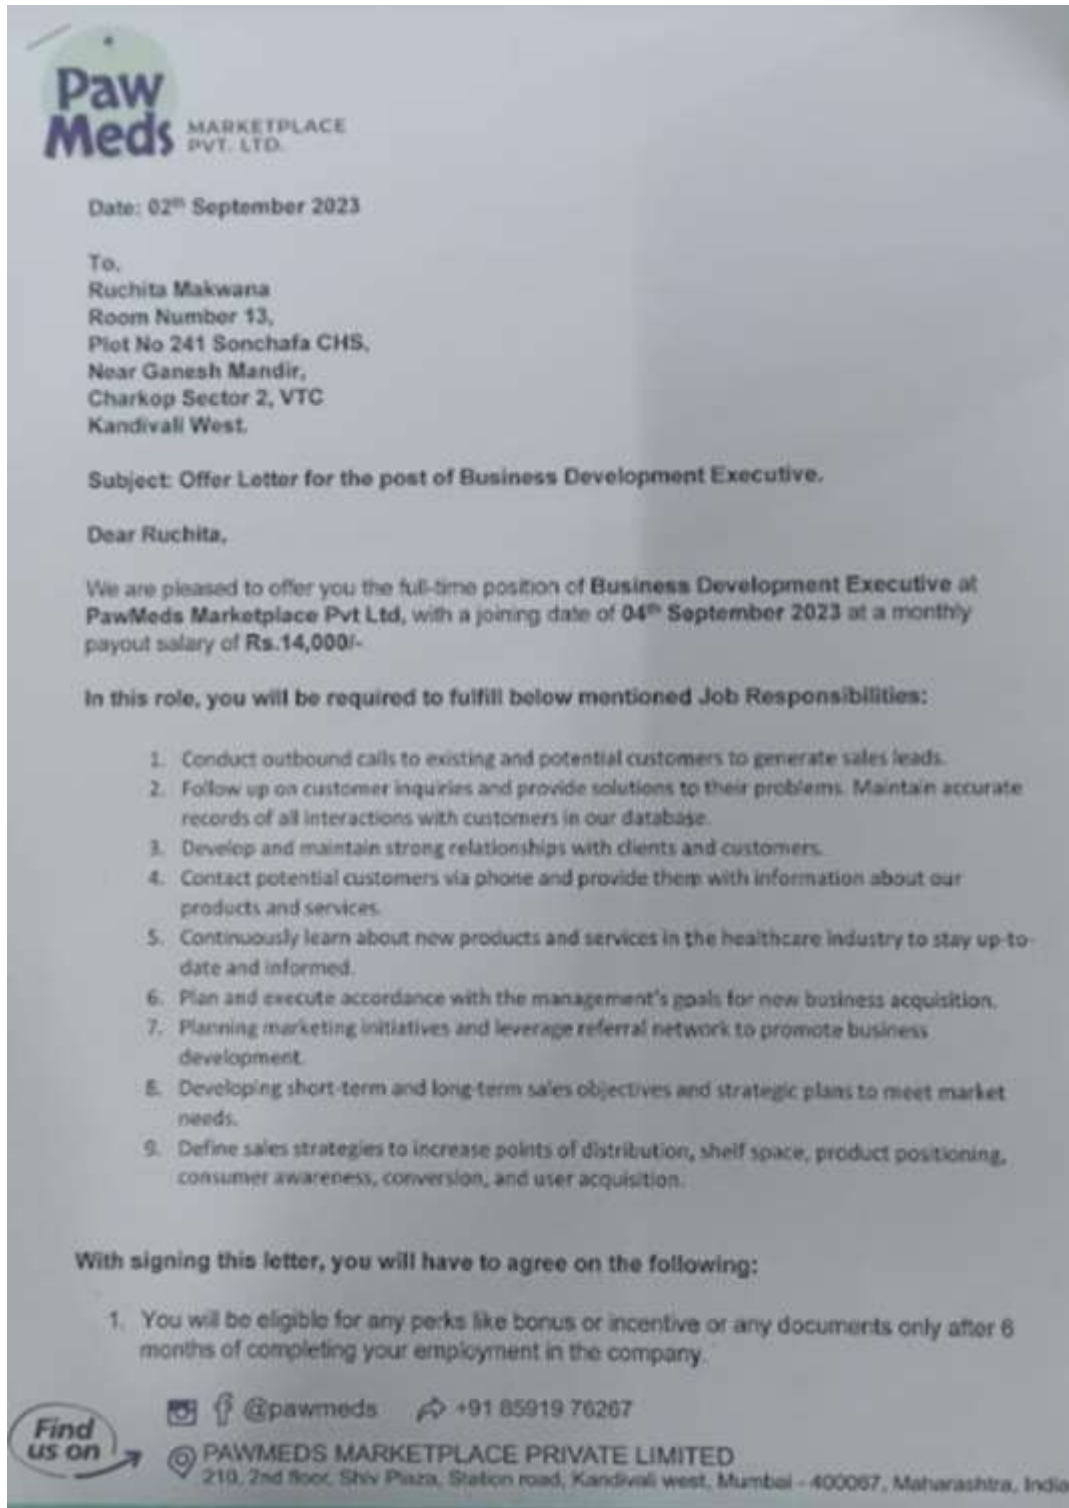 Paw
Meds
MARKETPLACE
PVT. LTD.
Date: 02th September 2023
To,
Ruchita Makwana
Room Number 13,
Plot No 241 Sonchafa CHS,
Near Ganesh Mandir,
Charkop Sector 2, VTC
Kandivali West.
Subject: Offer Letter for the post of Business Development Executive.
Dear Ruchita,
We are pleased to offer you the full-time position of Business Development Executive at
PawMeds Marketplace Pvt Ltd, with a joining date of 04th September 2023 at a monthly
payout salary of Rs.14,000/-
In this role, you will be required to fulfill below mentioned Job Responsibilities:
1. Conduct outbound calls to existing and potential customers to generate sales leads.
2. Follow up on customer inquiries and provide solutions to their problems. Maintain accurate
records of all interactions with customers in our database.
3. Develop and maintain strong relationships with clients and customers.
4. Contact potential customers via phone and provide them with information about our
products and services.
5. Continuously learn about new products and services in the healthcare industry to stay up-to-
date and informed.
6. Plan and execute accordance with the management's goals for new business acquisition.
7. Planning marketing initiatives and leverage referral network to promote business
development.
8. Developing short-term and long-term sales objectives and strategic plans to meet market
needs.
9. Define sales strategies to increase points of distribution, shelf space, product positioning,
consumer awareness, conversion, and user acquisition.
With signing this letter, you will have to agree on the following:
1. You will be eligible for any perks like bonus or incentive or any documents only after 6
months of completing your employment in the company.
Find
us on
@pawmeds +91 85919 76267
PAWMEDS MARKETPLACE PRIVATE LIMITED
210, 2nd floor, Shiv Plaza, Station road, Kandivali west, Mumbai - 400067, Maharashtra, India